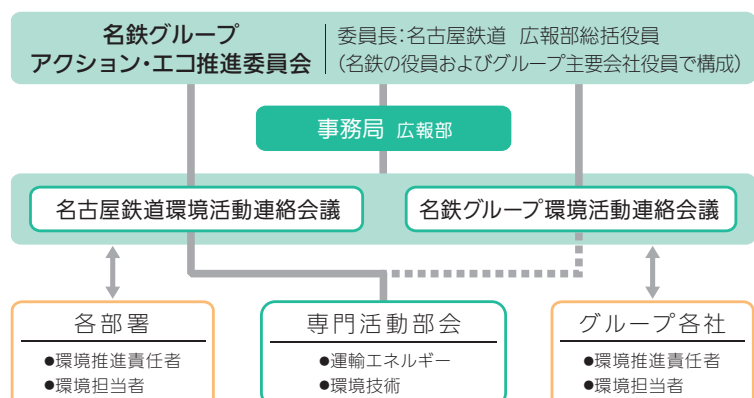 名鉄グループ
アクション・エコ推進委員会
委員長：名古屋鉄道 広報部総括役員
（名鉄の役員およびグループ主要会社役員で構成）
事務局 広報部
名古屋鉄道環境活動連絡会議
名鉄グループ環境活動連絡会議
各部署
●環境推進責任者
●環境担当者
専門活動部会
●運輸エネルギー
●環境技術
グループ各社
●環境推進責任者
●環境担当者